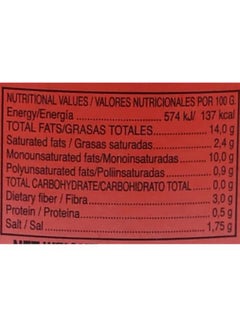 NUTRITIONAL VALUES / VALORES NUTRICIONALES POR 100 G.
Energy/Energía 574 kJ/ 137 kcal
TOTAL FATS/GRASAS TOTALES 14,0 g
Saturated fats / Grasas saturadas 2,4 g
Monounsaturated fats/Monoinsaturadas 10,0 g
Polyunsaturated fats/Poliinsaturadas 0,9 g
TOTAL CARBOHYDRATE/CARBOHIDRATO TOTAL 0.0 g
Dietary fiber / Fibra 3,0 g
Protein / Proteína 0,5 g
Salt / Sal 1,75 g